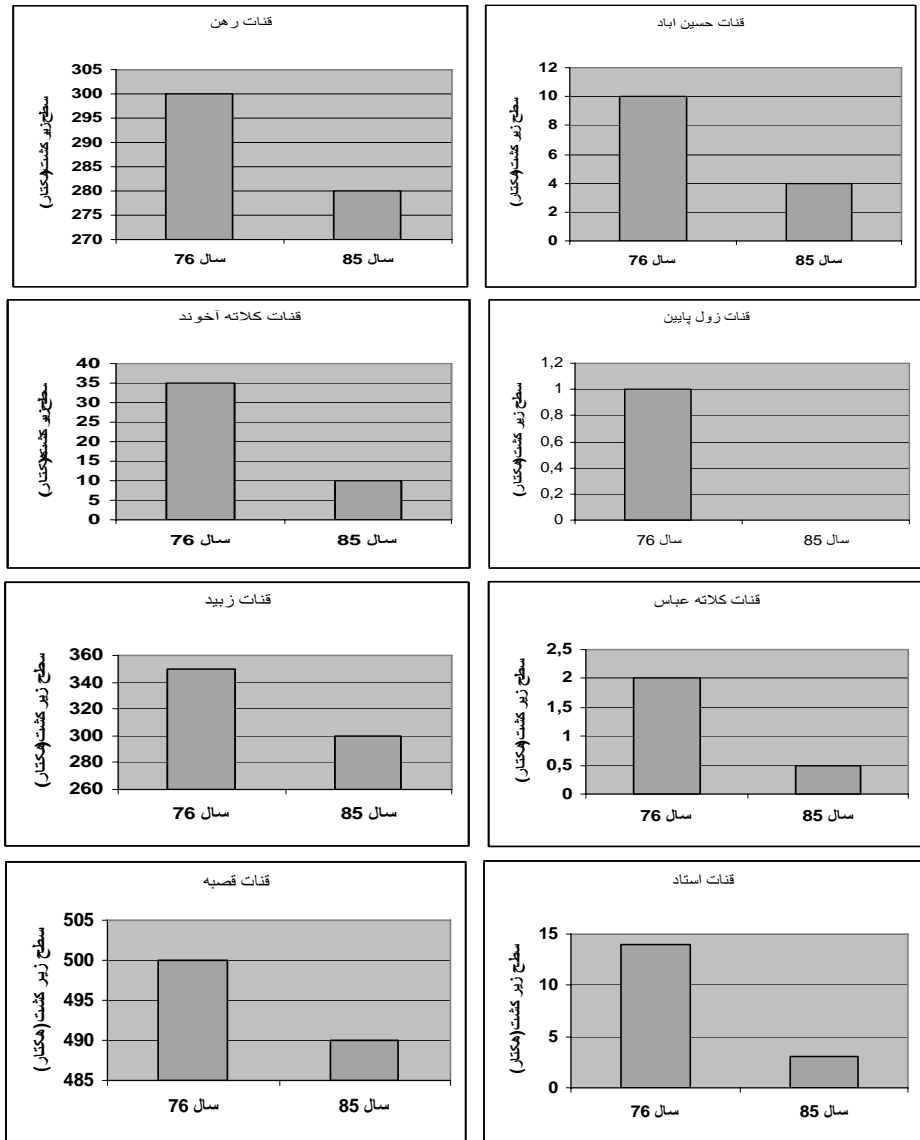 قنات رهن
سطح زیر کشت(هکتار)
305
300
295
290
285
280
275
270
سال 76
سال 85
قنات حسین اباد
سطح زیر کشت(هکتار)
12
10
8
6
4
2
0
سال 76
سال 85
قنات کلاته آخوند
سطح زیر کشت(هکتار)
40
35
30
25
20
15
10
5
0
سال 76
سال 85
قنات زول پایین
سطح زیر کشت(هکتار)
1,2
1
0,8
0,6
0,4
0,2
0
سال 76
سال 85
قنات زبید
سطح زیر کشت(هکتار)
360
340
320
300
280
260
سال 76
سال 85
قنات کلاته عباس
سطح زیر کشت(هکتار)
2,5
2
1,5
1
0,5
0
سال 76
سال 85
قنات قصبه
سطح زیر کشت(هکتار)
505
500
495
490
485
سال 76
سال 85
قنات استاد
سطح زیر کشت(هکتار)
15
10
5
0
سال 76
سال 85